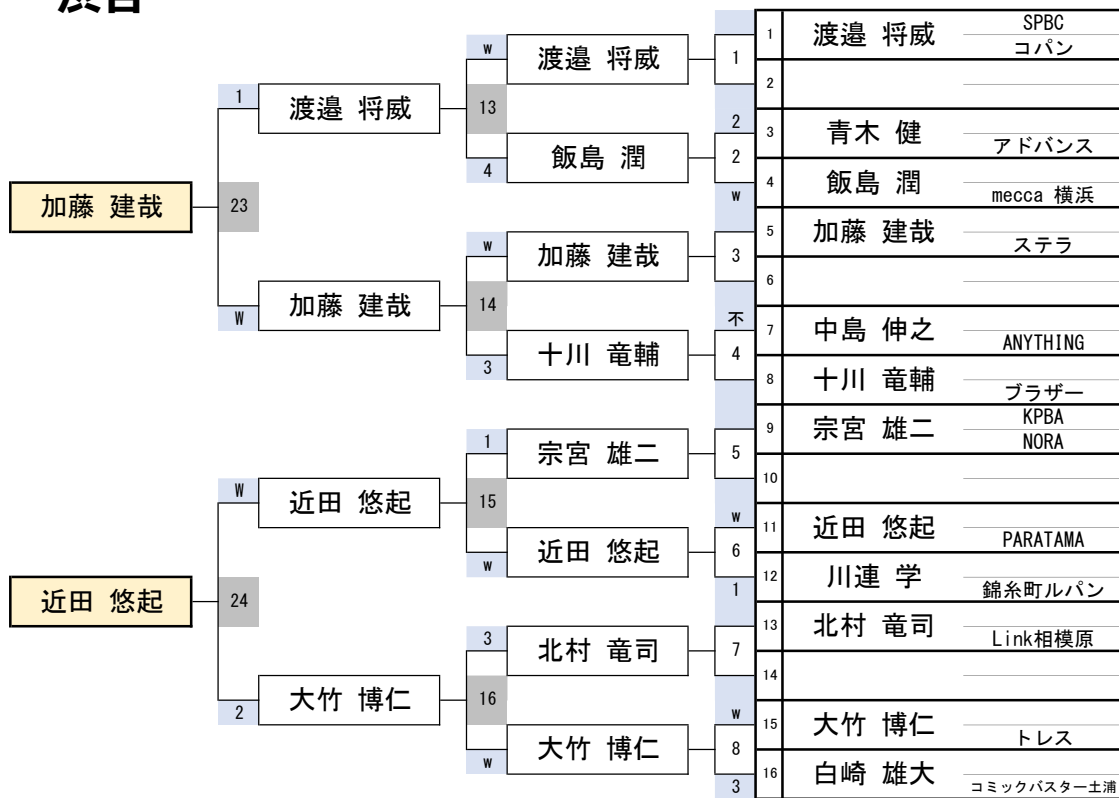 1 渡邉 将威 SPBC
コパン
W 渡邉 将威 1
2
1 渡邉 将威 13
2 3 青木 健 アドバンス
4 飯島 潤 2
W 4 飯島 潤 mecca 横浜
加藤 建哉 23
5 加藤 建哉 ステラ
W 加藤 建哉 3
6
W 加藤 建哉 14
不 7 中島 伸之 ANYTHING
3 十川 竜輔 4
8 十川 竜輔 ブラザー
9 宗宮 雄二 KPBA
NORA
1 宗宮 雄二 5
10
W 近田 悠起 15
W 11 近田 悠起 PARATAMA
W 近田 悠起 6
1 12 川連 学 錦糸町ルパン
近田 悠起 24
13 北村 竜司 Link相模原
3 北村 竜司 7
14
2 大竹 博仁 16
W 15 大竹 博仁 トレス
W 大竹 博仁 8
3 16 白崎 雄大 コミックバスター土浦